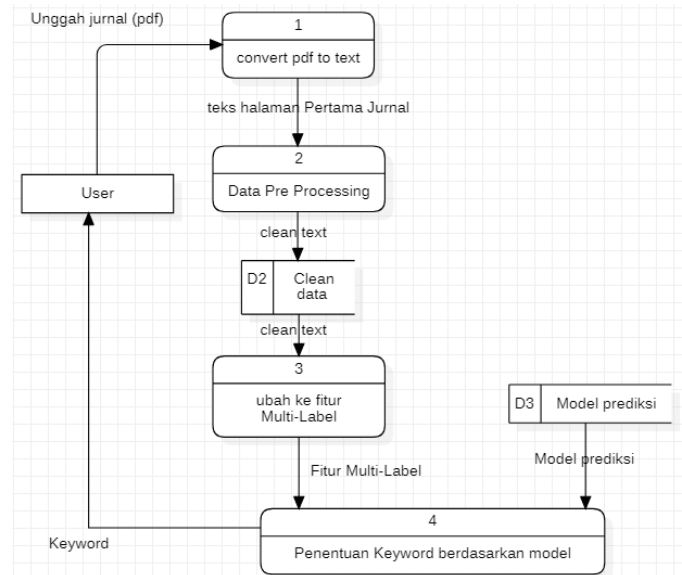 Unggah jurnal (pdf)
1
convert pdf to text
teks halaman Pertama Jurnal
2
Data Pre Processing
User
clean text
D2
Clean
data
clean text
3
ubah ke fitur
Multi-Label
D3
Model prediksi
Fitur Multi-Label
Model prediksi
4
Penentuan Keyword berdasarkan model
Keyword